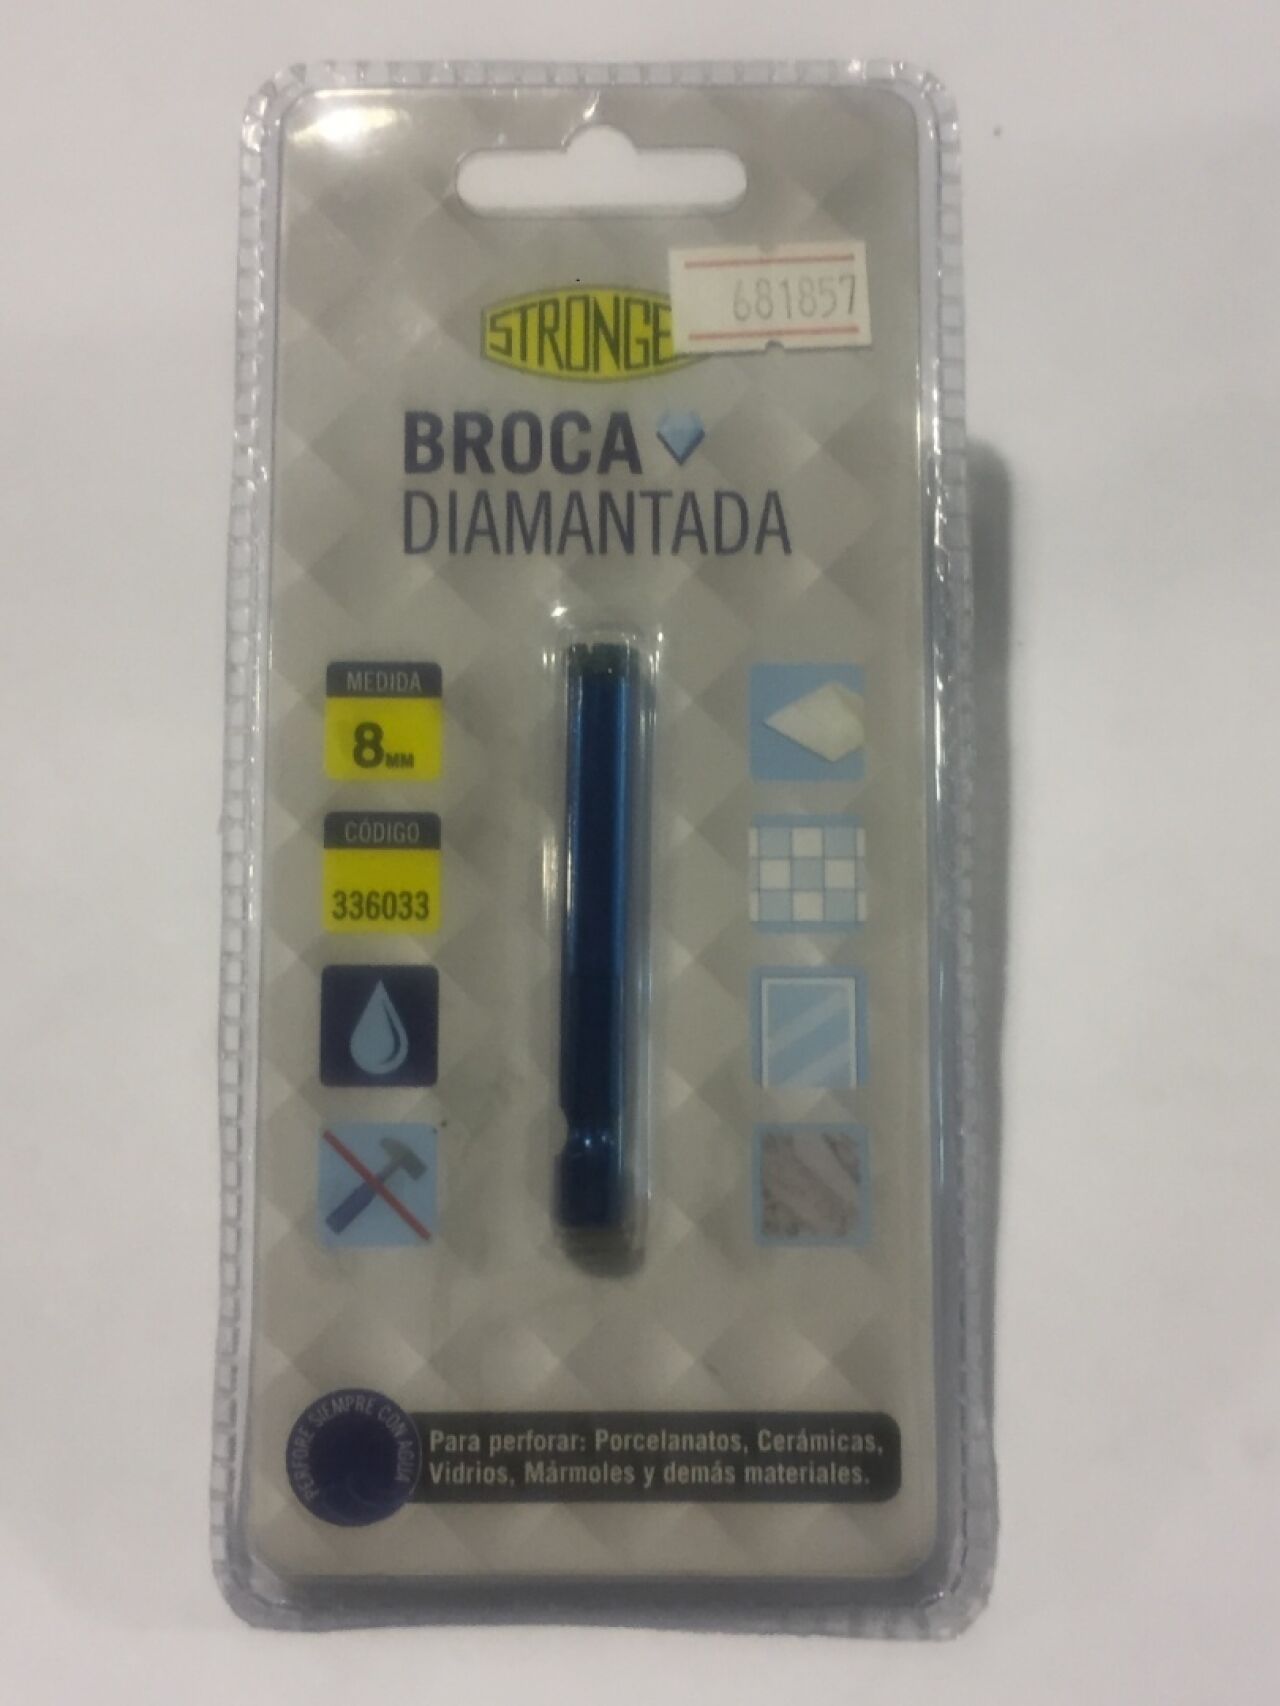 681857
STRONGE
BROCA
DIAMANTADA
MEDIDA
8MM
CÓDIGO
336033
PERFORE SIEMPRE CON AGUA
Para perforar: Porcelanatos, Cerámicas,
Vidrios, Mármoles y demás materiales.